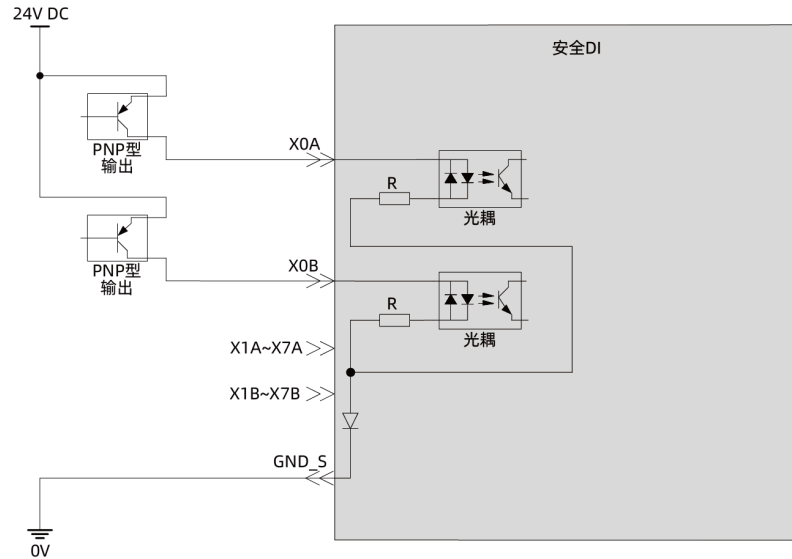 24V DC
安全DI
PNP型
输出
X0A
R
光耦
PNP型
输出
X0B
R
光耦
X1A~X7A
X1B~X7B
GND_S
0V